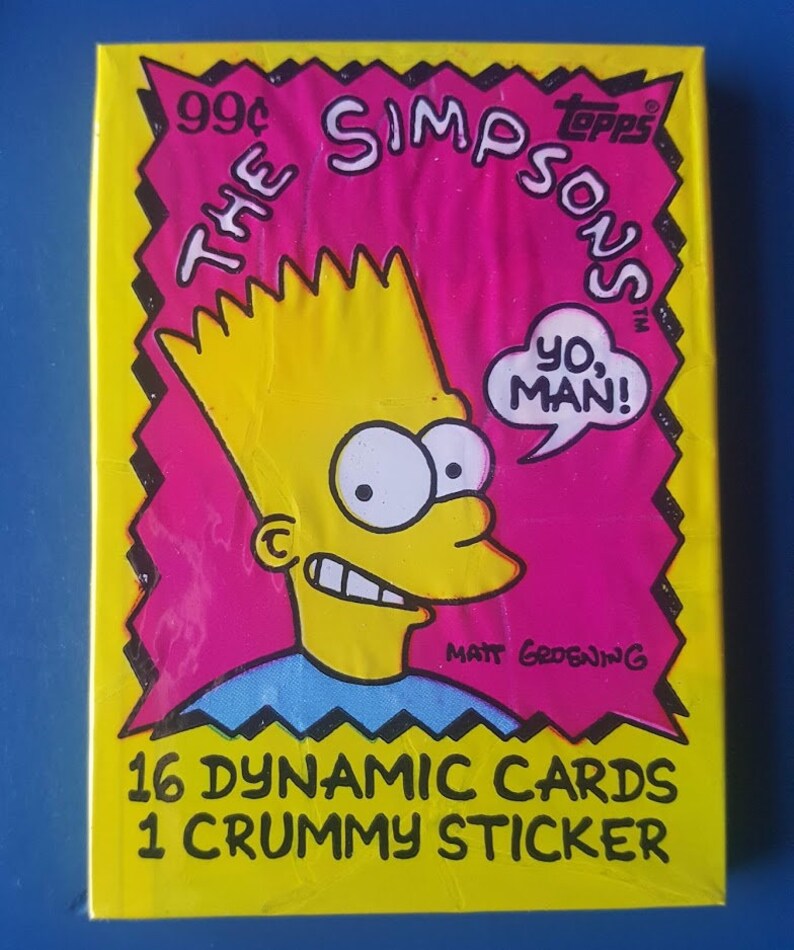 99¢
topps®
THE SIMPSONS™
YO,
MAN!
MATT GROENING
16 DYNAMIC CARDS
1 CRUMMY STICKER